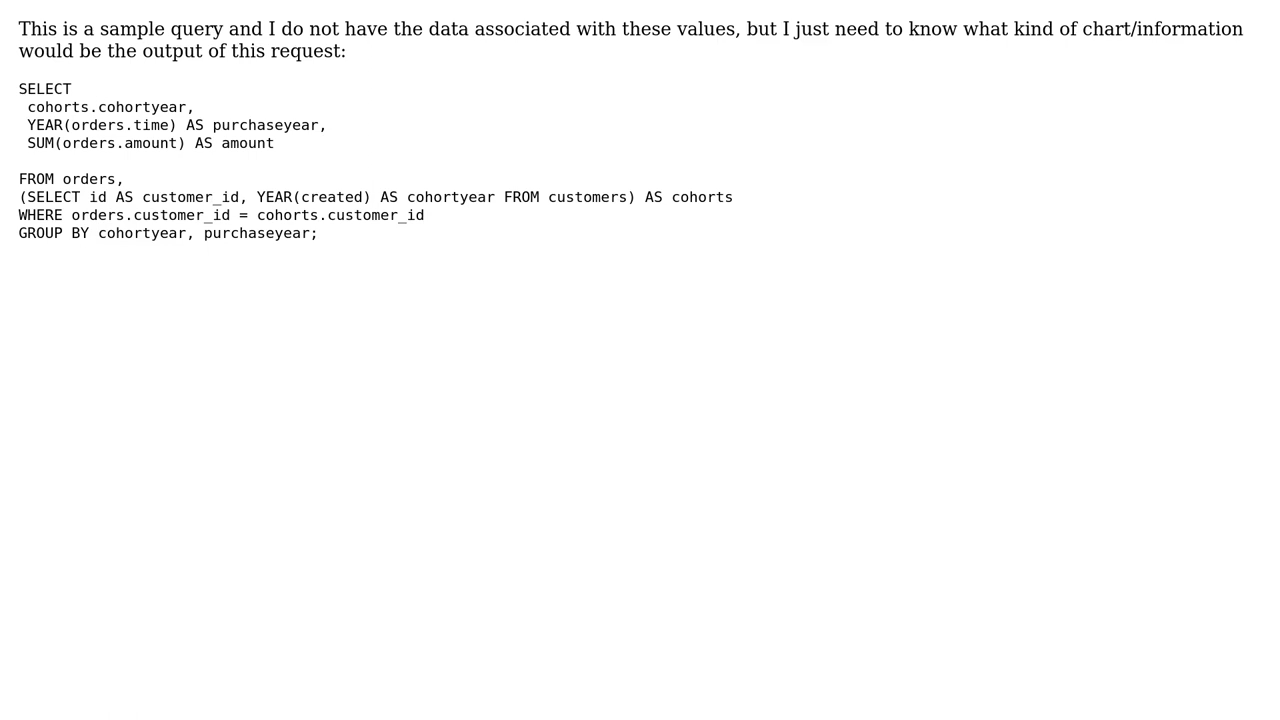 This is a sample query and I do not have the data associated with these values, but I just need to know what kind of chart/information
would be the output of this request:
SELECT
cohorts.cohortyear,
YEAR(orders.time) AS purchaseyear,
SUM(orders.amount) AS amount
FROM orders,
(SELECT id AS customer_id, YEAR(created) AS cohortyear FROM customers) AS cohorts
WHERE orders.customer_id = cohorts.customer_id
GROUP BY cohortyear, purchaseyear;